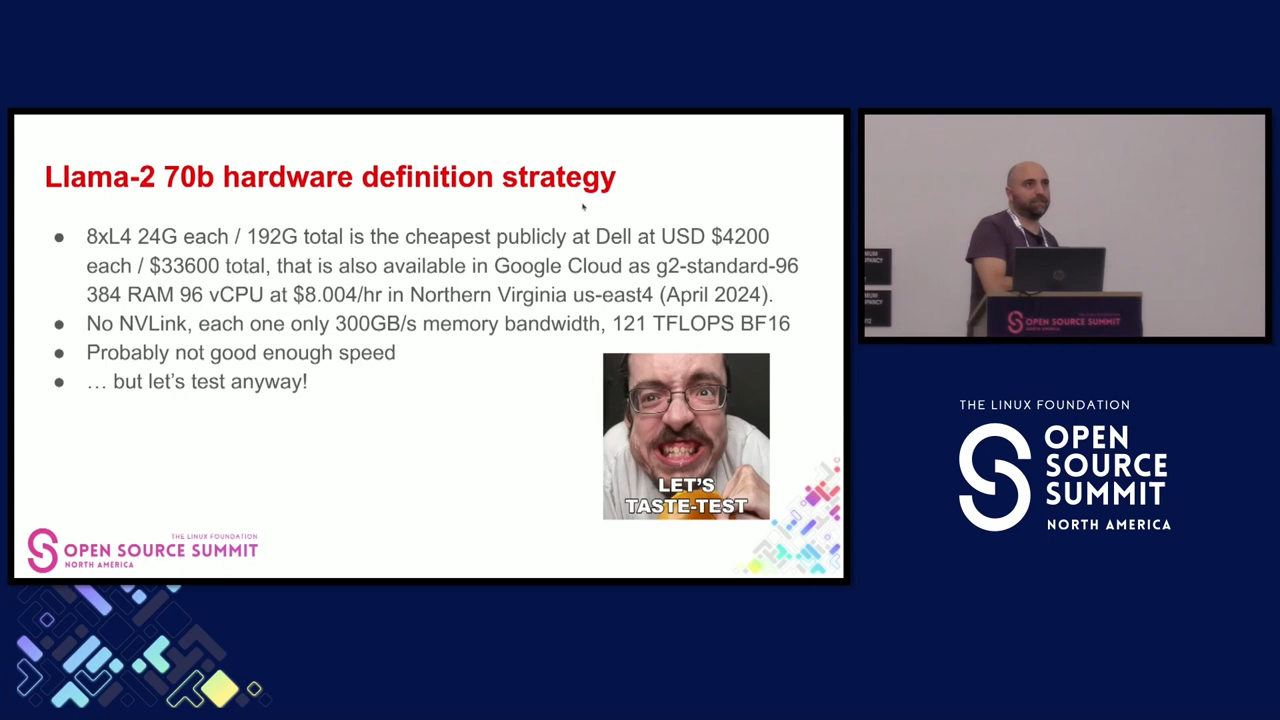 Llama-2 70b hardware definition strategy
● 8xL4 24G each / 192G total is the cheapest publicly at Dell at USD $4200
each / $33600 total, that is also available in Google Cloud as g2-standard-96
384 RAM 96 vCPU at $8.004/hr in Northern Virginia us-east4 (April 2024).
● No NVLink, each one only 300GB/s memory bandwidth, 121 TFLOPS BF16
● Probably not good enough speed
● … but let's test anyway!
LET'S
TASTE-TEST
THE LINUX FOUNDATION
OPEN SOURCE SUMMIT
NORTH AMERICA
OPEN SOURCE SUMMIT
THE LINUX FOUNDATION
OPEN
SOURCE
SUMMIT
NORTH AMERICA